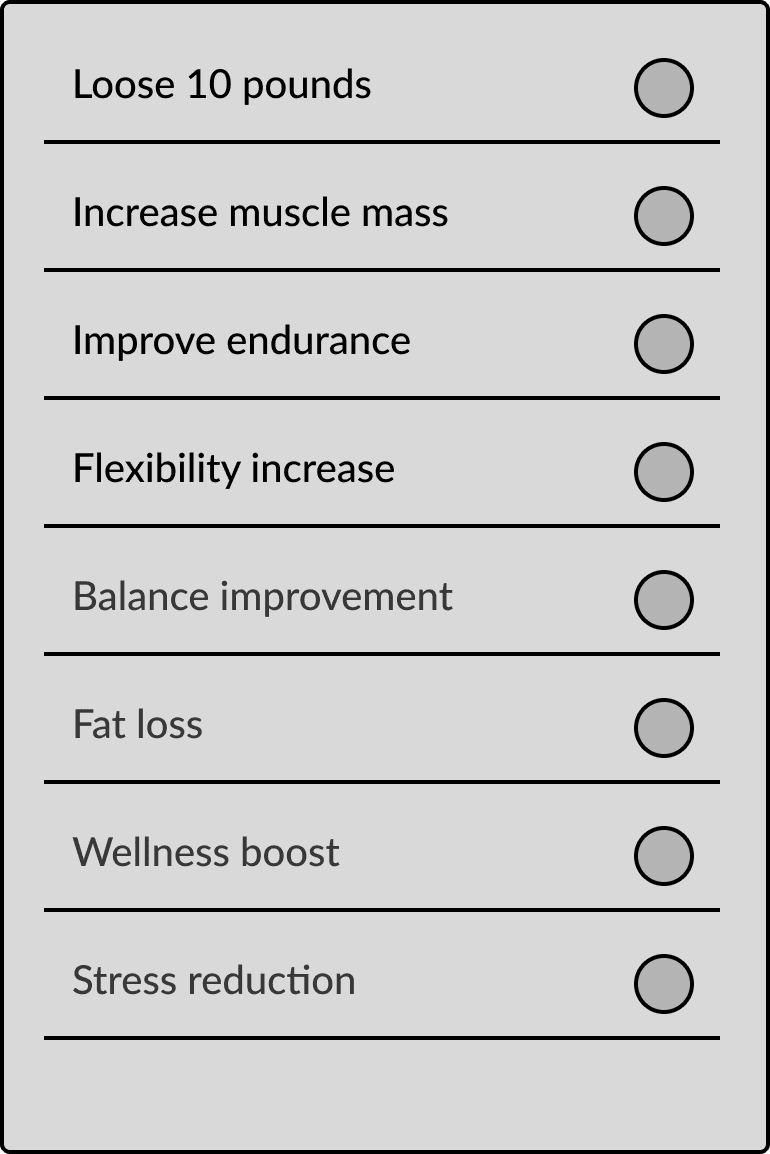 Loose 10 pounds
Increase muscle mass
Improve endurance
Flexibility increase
Balance improvement
Fat loss
Wellness boost
Stress reduction